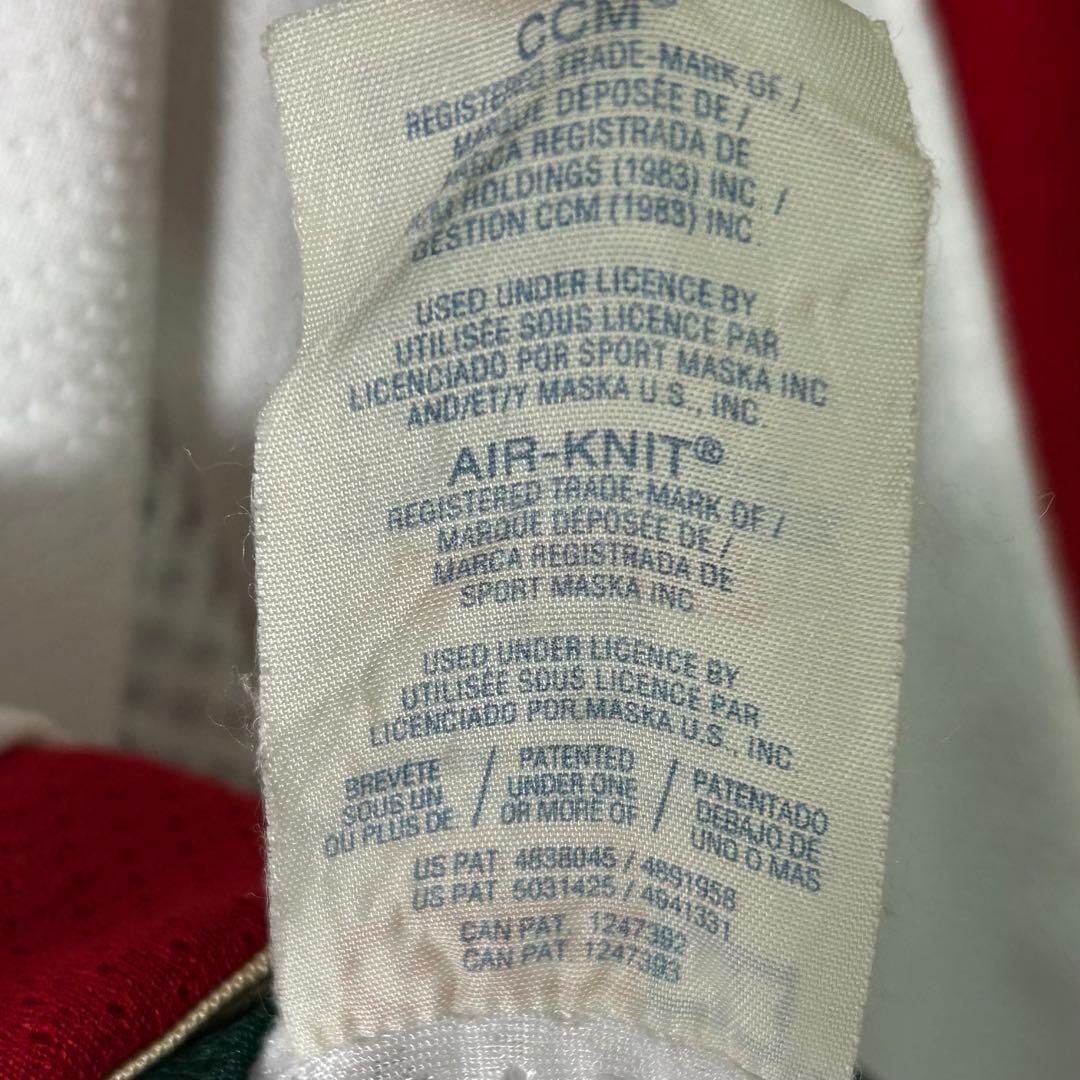 CCM®
REGISTERED TRADE-MARK OF /
MARQUE DÉPOSÉE DE /
MARCA REGISTRADA DE
CCM HOLDINGS (1983) INC. /
GESTION CCM (1983) INC.
USED UNDER LICENCE BY
UTILISÉE SOUS LICENCE PAR
LICENCIADO POR SPORT MASKA INC
AND/ET/Y MASKA U.S., INC.
AIR-KNIT®
REGISTERED TRADE-MARK OF /
MARQUE DÉPOSÉE DE /
MARCA REGISTRADA DE
SPORT MASKA INC.
USED UNDER LICENCE BY
UTILISÉE SOUS LICENCE PAR
LICENCIADO POR MASKA U.S., INC.
BREVÉTE
SOUS UN
OU PLUS DE /
PATENTED
UNDER ONE
OR MORE OF /
PATENTADO
DEBAJO DE
UNO O MAS
US PAT 4838045 / 4891958
US PAT 5031425 / 4941331
CAN PAT 1247392
CAN PAT 1247393